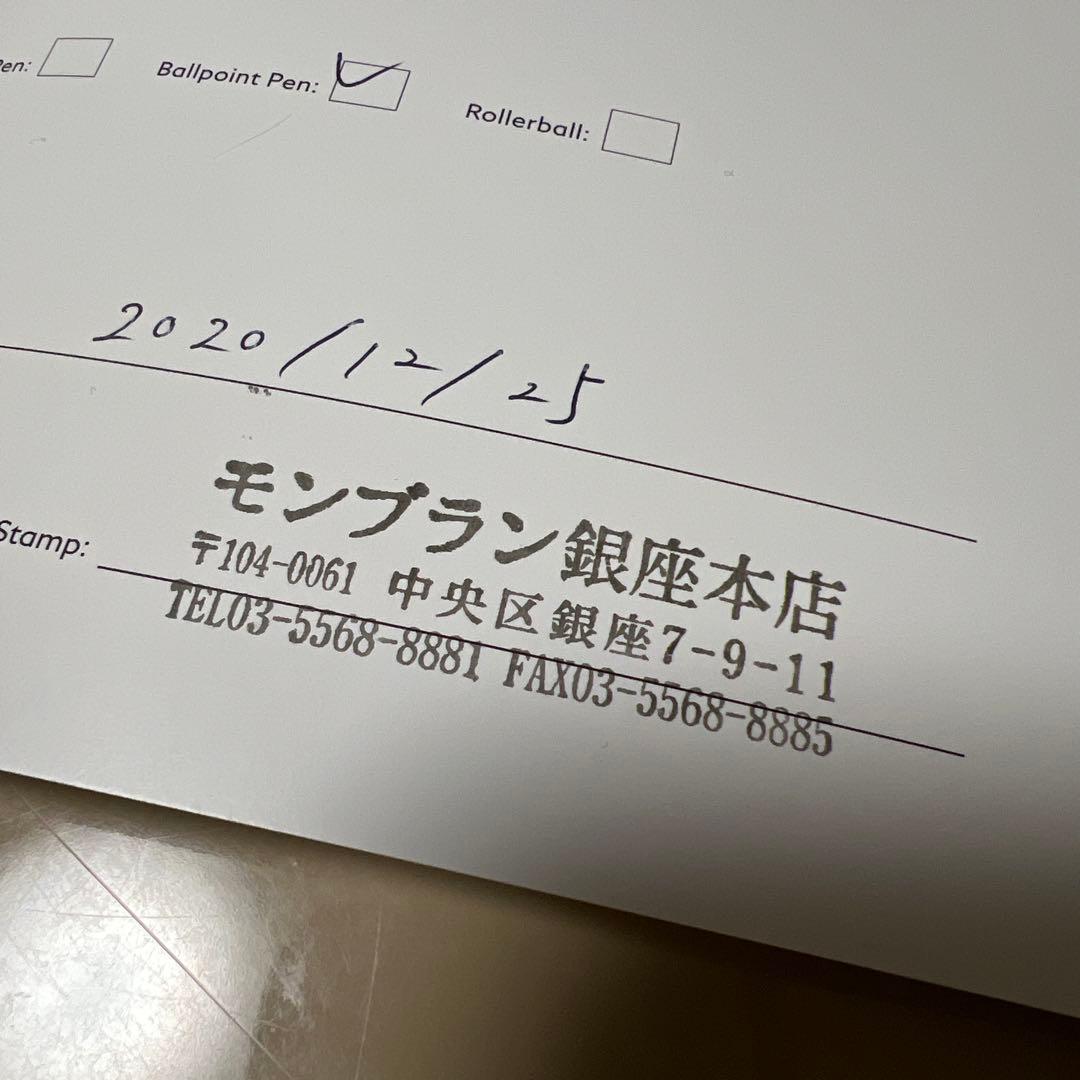 en: Ballpoint Pen: Rollerball:
2020/12/25
Stamp:
モンブラン銀座本店
〒104-0061 中央区銀座7-9-11
TEL03-5568-8881 FAX03-5568-8885